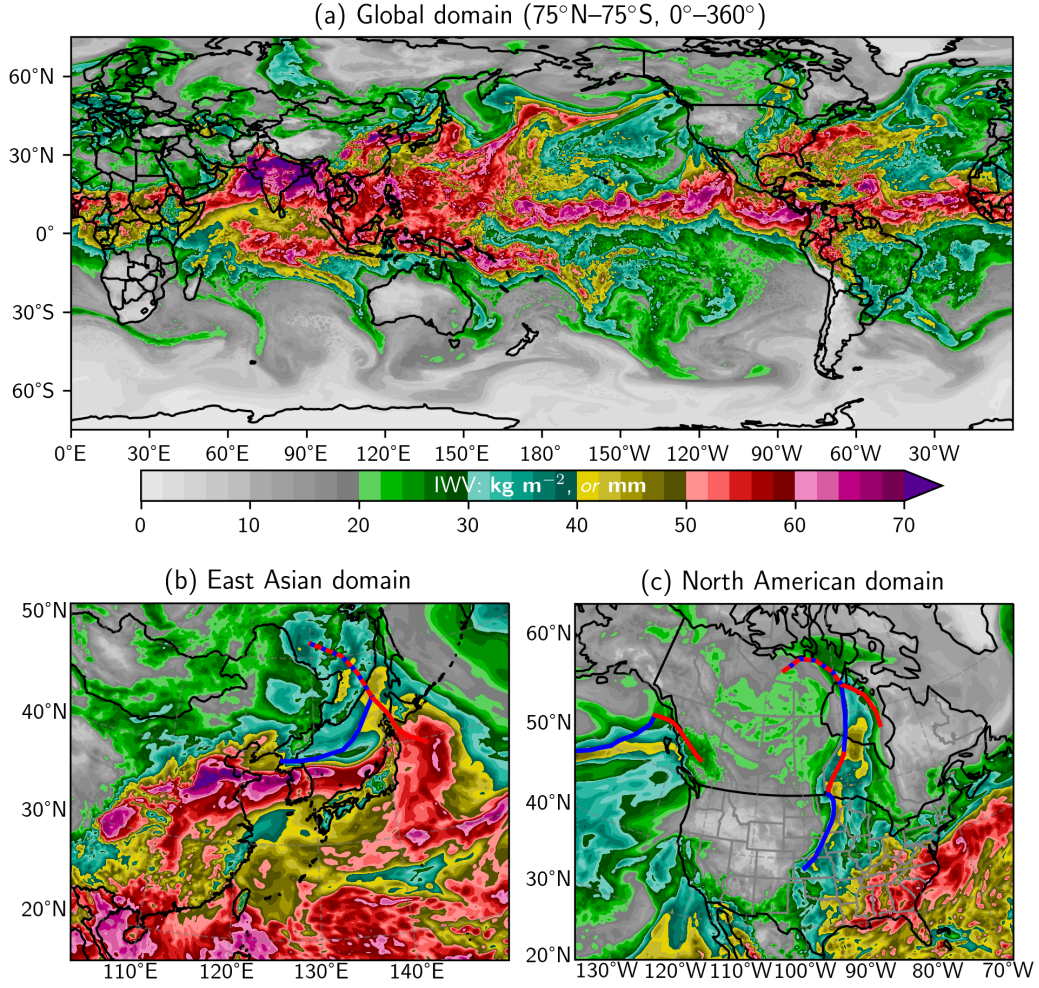 (a) Global domain (75°N–75°S, 0°–360°)
60°N
30°N
0°
30°S
60°S
0°E 30°E 60°E 90°E 120°E 150°E 180° 150°W 120°W 90°W 60°W 30°W
IWV: kg m−2, or mm
0 10 20 30 40 50 60 70
(b) East Asian domain
50°N
40°N
30°N
20°N
110°E 120°E 130°E 140°E
(c) North American domain
60°N
50°N
40°N
30°N
20°N
130°W 120°W 110°W 100°W 90°W 80°W 70°W